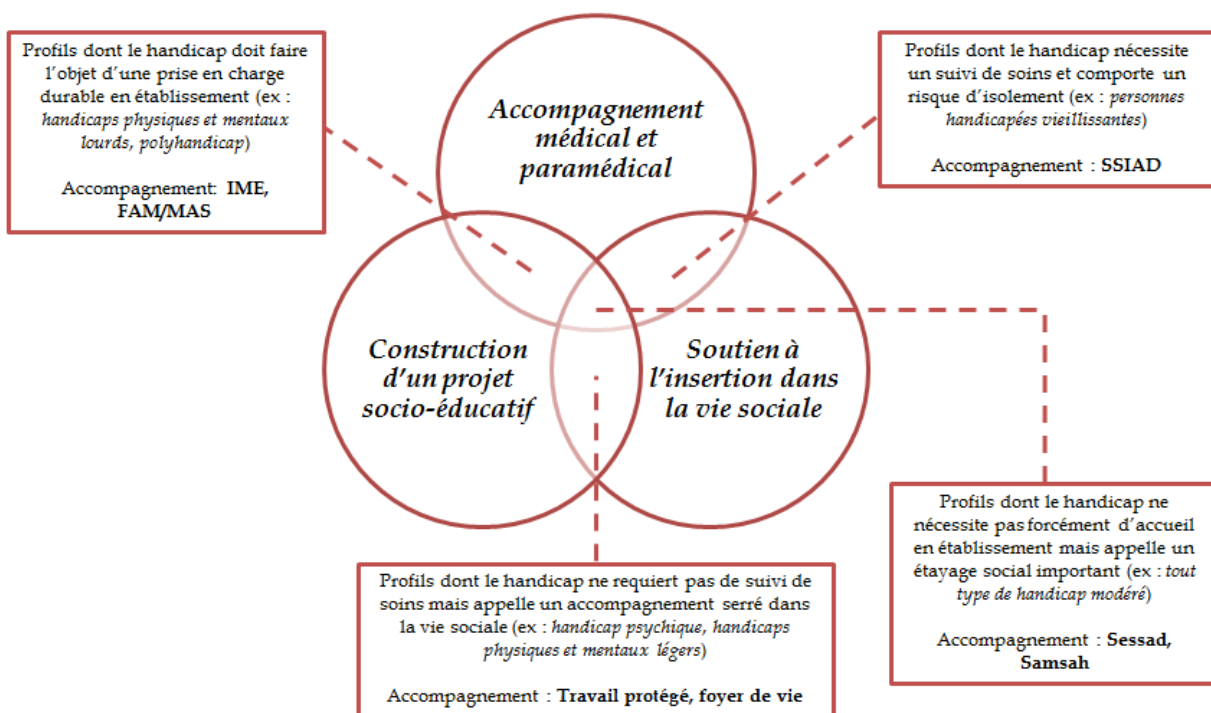 Profils dont le handicap doit faire
l'objet d'une prise en charge
durable en établissement (ex :
handicaps physiques et mentaux
lourds, polyhandicap)
Accompagnement: IME,
FAM/MAS
Accompagnement
médical et
paramédical
Profils dont le handicap nécessite
un suivi de soins et comporte un
risque d'isolement (ex : personnes
handicapées vieillissantes)
Accompagnement : SSIAD
Construction
d'un projet
socio-éducatif
Soutien à
l'insertion dans
la vie sociale
Profils dont le handicap ne requiert pas de suivi de
soins mais appelle un accompagnement serré dans
la vie sociale (ex : handicap psychique, handicaps
physiques et mentaux légers)
Accompagnement : Travail protégé, foyer de vie
Profils dont le handicap ne
nécessite pas forcément d'accueil
en établissement mais appelle un
étayage social important (ex : tout
type de handicap modéré)
Accompagnement : Sessad,
Samsah